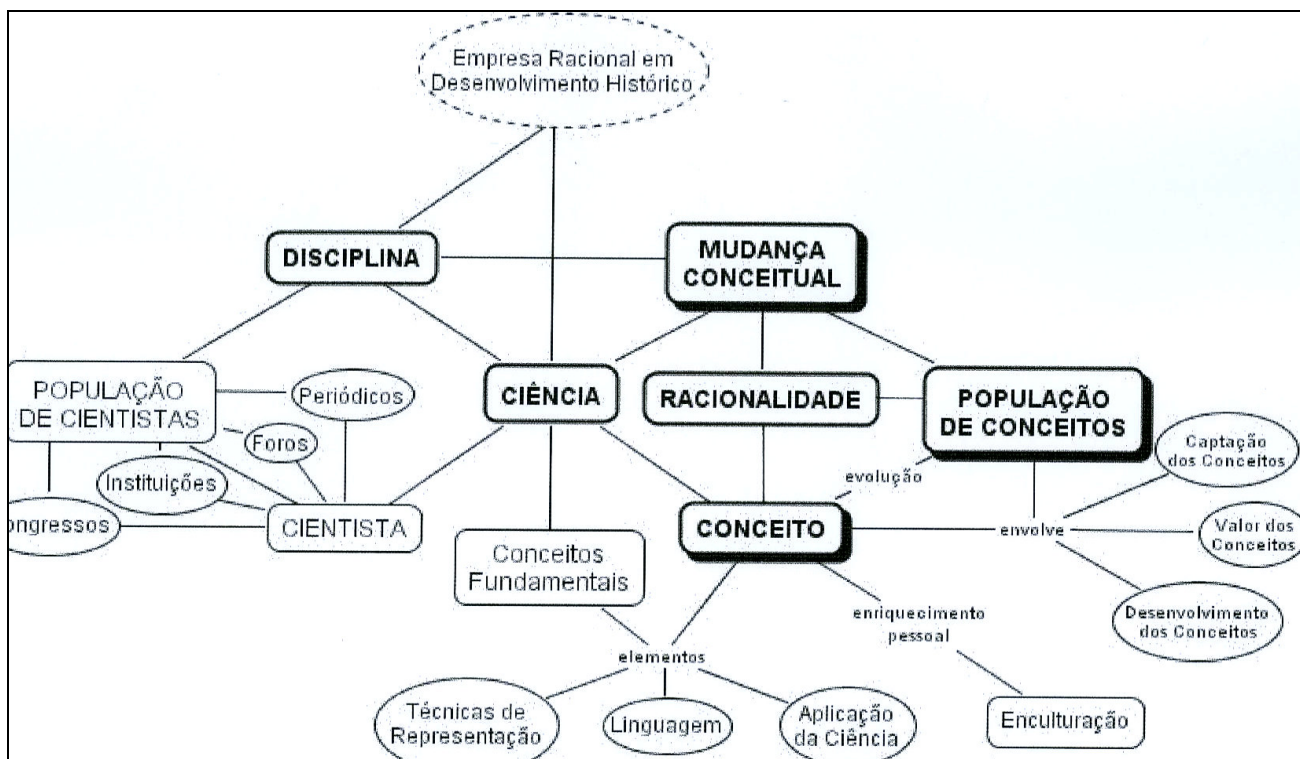 Empresa Racional em
Desenvolvimento Histórico
DISCIPLINA
MUDANÇA
CONCEITUAL
POPULAÇÃO
DE CIENTISTAS
Periódicos
CIÊNCIA
RACIONALIDADE
POPULAÇÃO
DE CONCEITOS
Foros
Captação
dos Conceitos
Instituições
evolução
ongressos
CIENTISTA
CONCEITO
envolve
Valor dos
Conceitos
Conceitos
Fundamentais
enriquecimento
pessoal
Desenvolvimento
dos Conceitos
elementos
Técnicas de
Representação
Linguagem
Aplicação
da Ciência
Enculturação